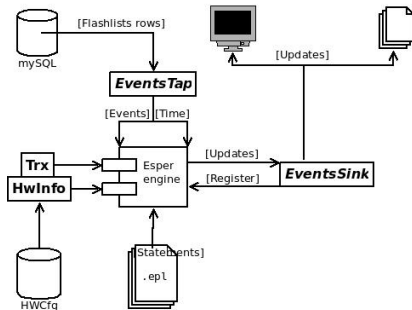 [Flashlists rows]
mySQL
[Updates]
EventsTap
[Events] [Time]
Trx
HwInfo
Esper
engine
[Updates]
[Register]
EventsSink
[Statements]
.epl
HWCfg